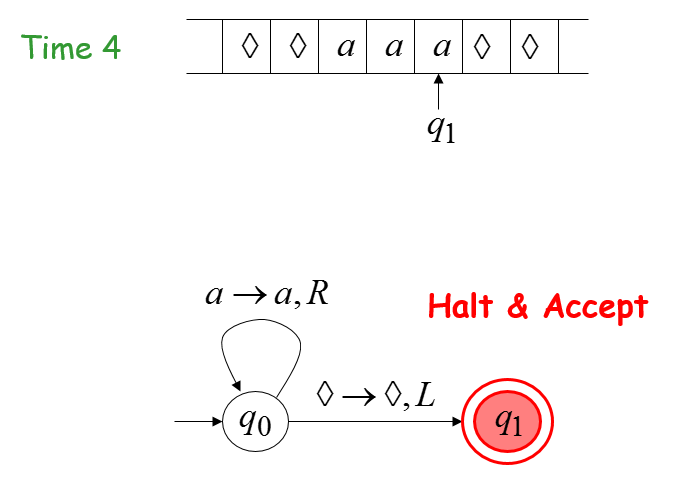 Time 4
◊ ◊ a a a ◊ ◊
q₁
a → a, R
Halt & Accept
◊ → ◊, L
q₀
q₁